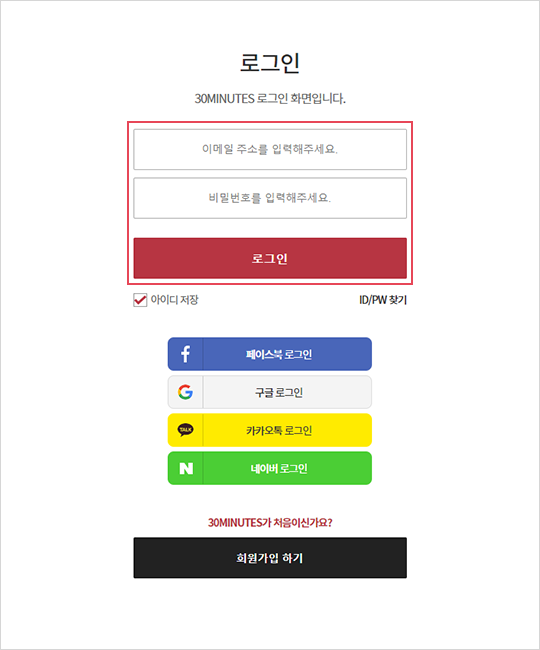 로그인
30MINUTES 로그인 화면입니다.
이메일 주소를 입력해주세요.
비밀번호를 입력해주세요.
로그인
아이디 저장
ID/PW 찾기
f
페이스북 로그인
G
구글 로그인
TALK
카카오톡 로그인
N
네이버 로그인
30MINUTES가 처음이신가요?
회원가입 하기